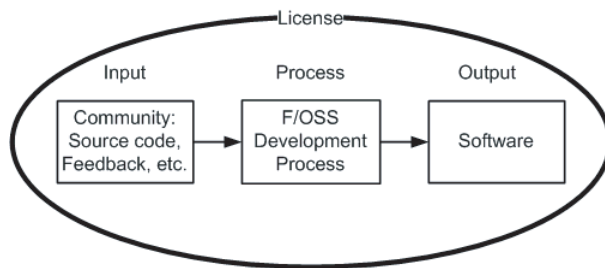 License
Input
Process
Output
Community:
Source code,
Feedback, etc.
F/OSS
Development
Process
Software